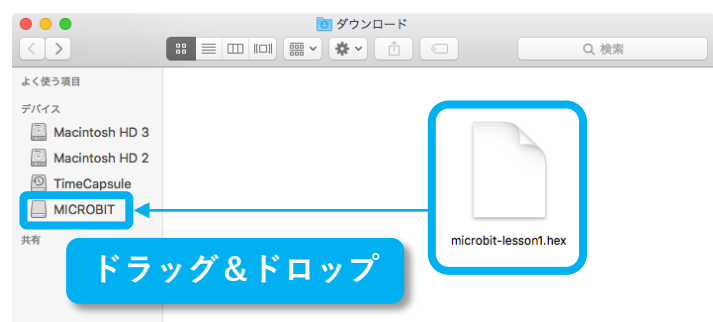 ダウンロード
検索
よく使う項目
デバイス
Macintosh HD 3
Macintosh HD 2
TimeCapsule
MICROBIT
共有
microbit-lesson1.hex
ドラッグ＆ドロップ